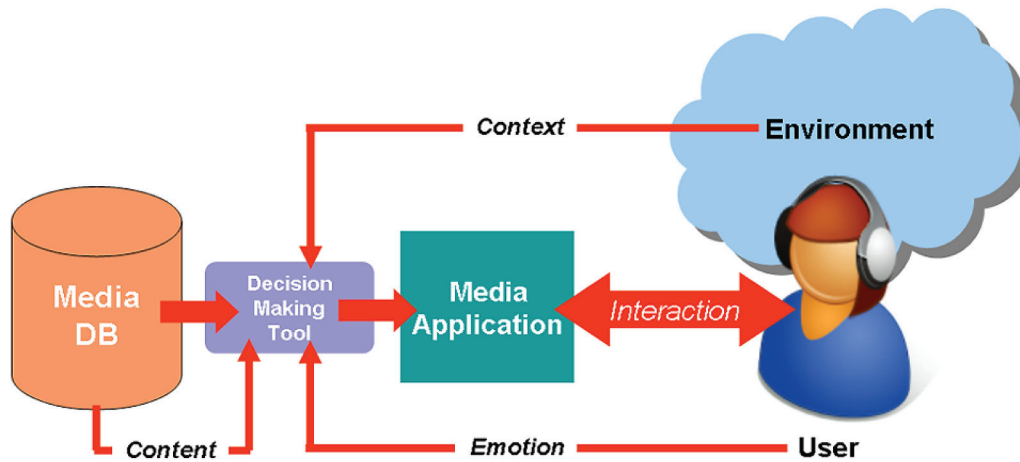 Context
Environment
Media
DB
Decision
Making
Tool
Media
Application
Interaction
Content
Emotion
User